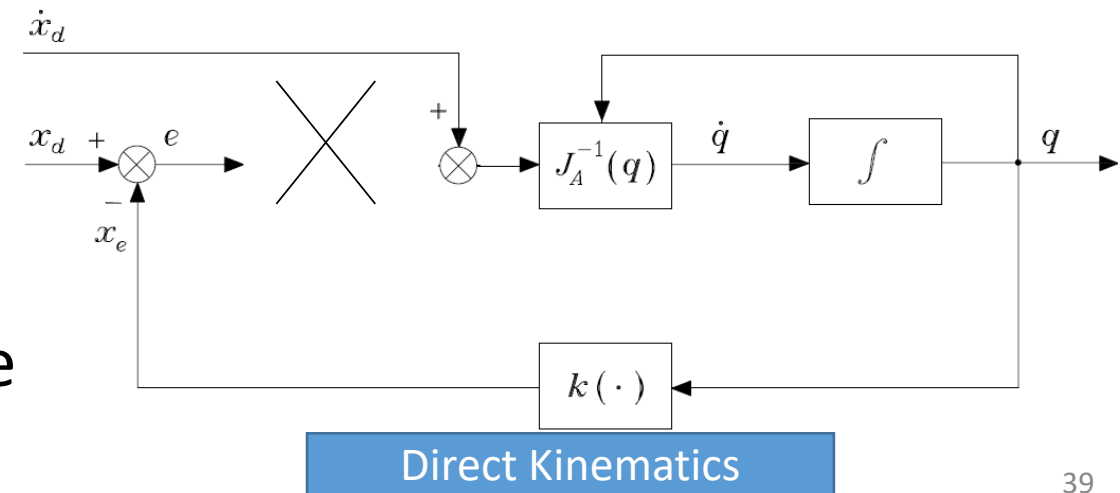 ẋ_d
x_d + e
−
x_e
+
J_A^{-1}(q)
q̇
∫
q
e
k(·)
Direct Kinematics
39